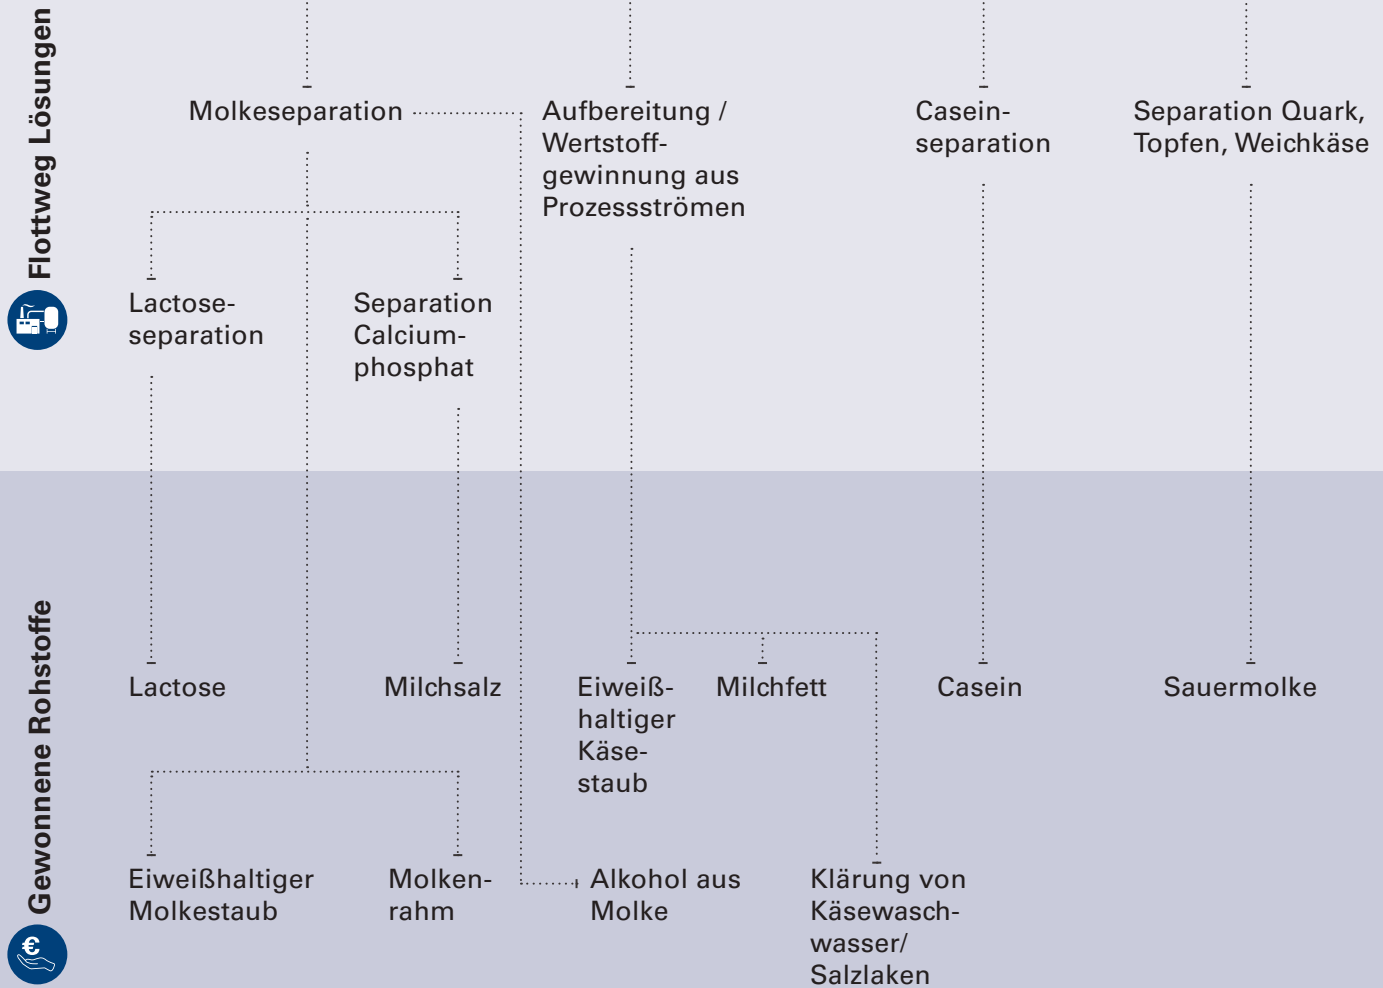 Flottweg Lösungen
Molkeseparation
Aufbereitung /
Wertstoff-
gewinnung aus
Prozessströmen
Casein-
separation
Separation Quark,
Topfen, Weichkäse
Lactose-
separation
Separation
Calcium-
phosphat
Gewonnene Rohstoffe
€
Lactose
Milchsalz
Eiweiß-
haltiger
Käse-
staub
Milchfett
Casein
Sauermolke
Eiweißhaltiger
Molkestaub
Molken-
rahm
Alkohol aus
Molke
Klärung von
Käsewasch-
wasser/
Salzlaken